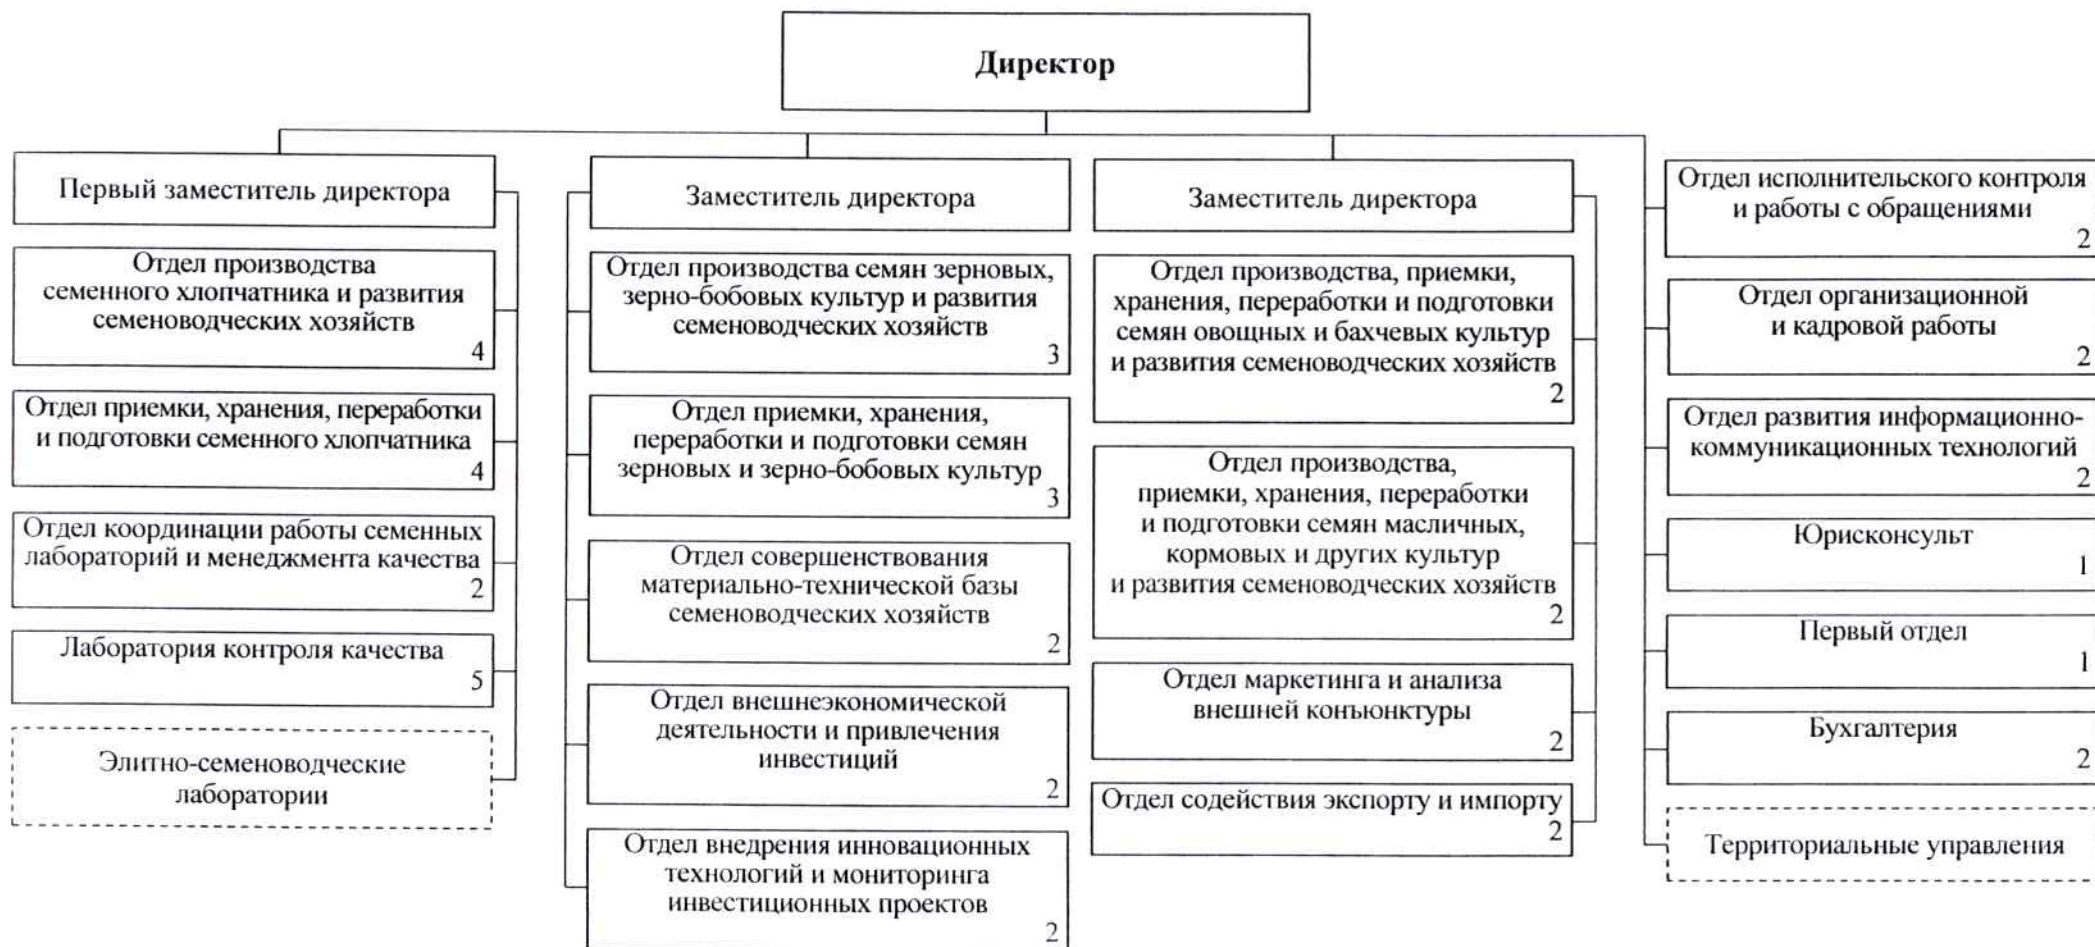 Директор
Первый заместитель директора
Отдел производства
семенного хлопчатника и развития
семеноводческих хозяйств
4
Отдел приемки, хранения, переработки
и подготовки семенного хлопчатника
4
Отдел координации работы семенных
лабораторий и менеджмента качества
2
Лаборатория контроля качества
5
Элитно-семеноводческие
лаборатории
Заместитель директора
Отдел производства семян зерновых,
зерно-бобовых культур и развития
семеноводческих хозяйств
3
Отдел приемки, хранения,
переработки и подготовки семян
зерновых и зерно-бобовых культур
3
Отдел совершенствования
материально-технической базы
семеноводческих хозяйств
2
Отдел внешнеэкономической
деятельности и привлечения
инвестиций
2
Отдел внедрения инновационных
технологий и мониторинга
инвестиционных проектов
2
Заместитель директора
Отдел производства, приемки,
хранения, переработки и подготовки
семян овощных и бахчевых культур
и развития семеноводческих хозяйств
2
Отдел производства,
приемки, хранения, переработки
и подготовки семян масличных,
кормовых и других культур
и развития семеноводческих хозяйств
2
Отдел маркетинга и анализа
внешней конъюнктуры
2
Отдел содействия экспорту и импорту
2
Отдел исполнительского контроля
и работы с обращениями
2
Отдел организационной
и кадровой работы
2
Отдел развития информационно-
коммуникационных технологий
2
Юрисконсульт
1
Первый отдел
1
Бухгалтерия
2
Территориальные управления